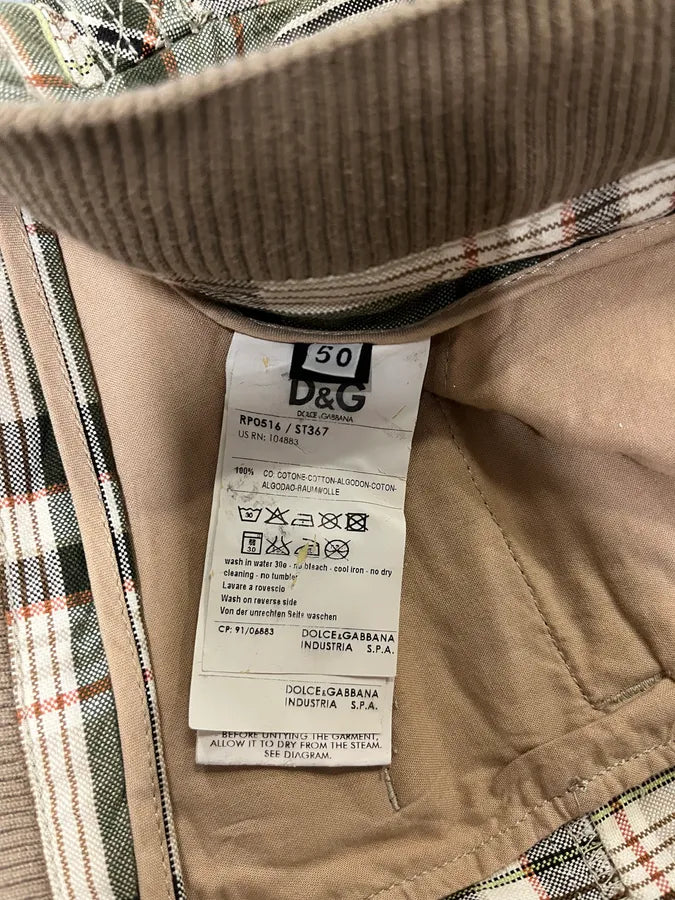 50
D&G
DOLCE & GABBANA
RP0516 / ST367
US RN: 104883
100% CO: COTONE-COTTON-ALGODON-COTON-
ALGODAO-BAUMWOLLE
30
30
wash in water 30o - no bleach - cool iron - no dry
cleaning - no tumbler
Lavare a rovescio
Wash on reverse side
Von der unrechten Seite waschen
CP: 91/06883
DOLCE&GABBANA
INDUSTRIA S.P.A.
DOLCE&GABBANA
INDUSTRIA S.P.A.
BEFORE UNTYING THE GARMENT,
ALLOW IT TO DRY FROM THE STEAM.
SEE DIAGRAM.